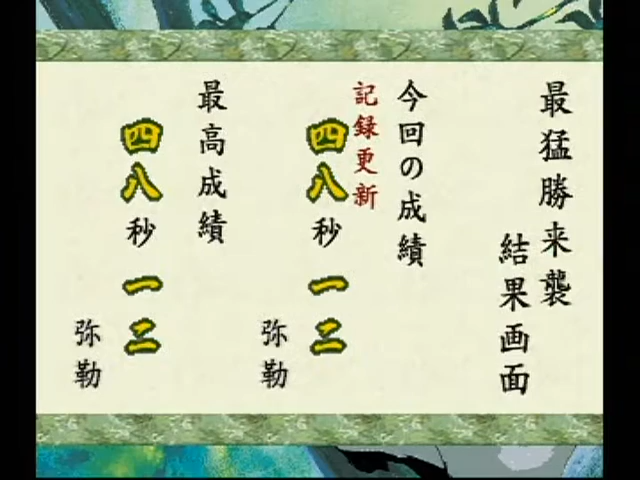 最猛勝来襲
結果画面
今回の成績
記録更新
四八秒一二
弥勒
最高成績
四八秒一二
弥勒